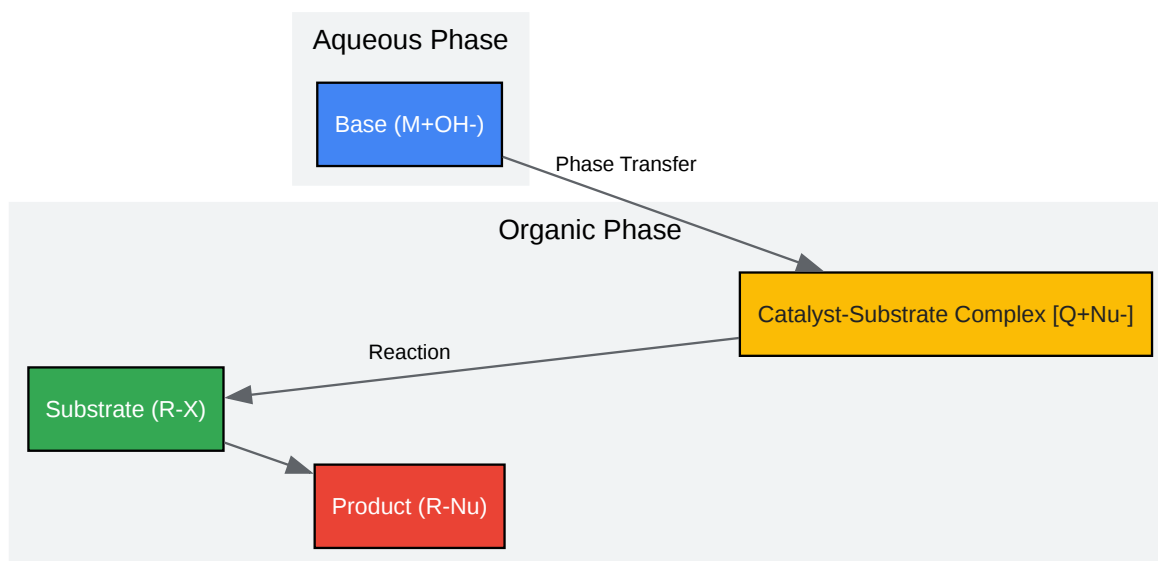 Aqueous Phase
Base (M+OH-)
Phase Transfer
Organic Phase
Catalyst-Substrate Complex [Q+Nu-]
Reaction
Substrate (R-X)
Product (R-Nu)